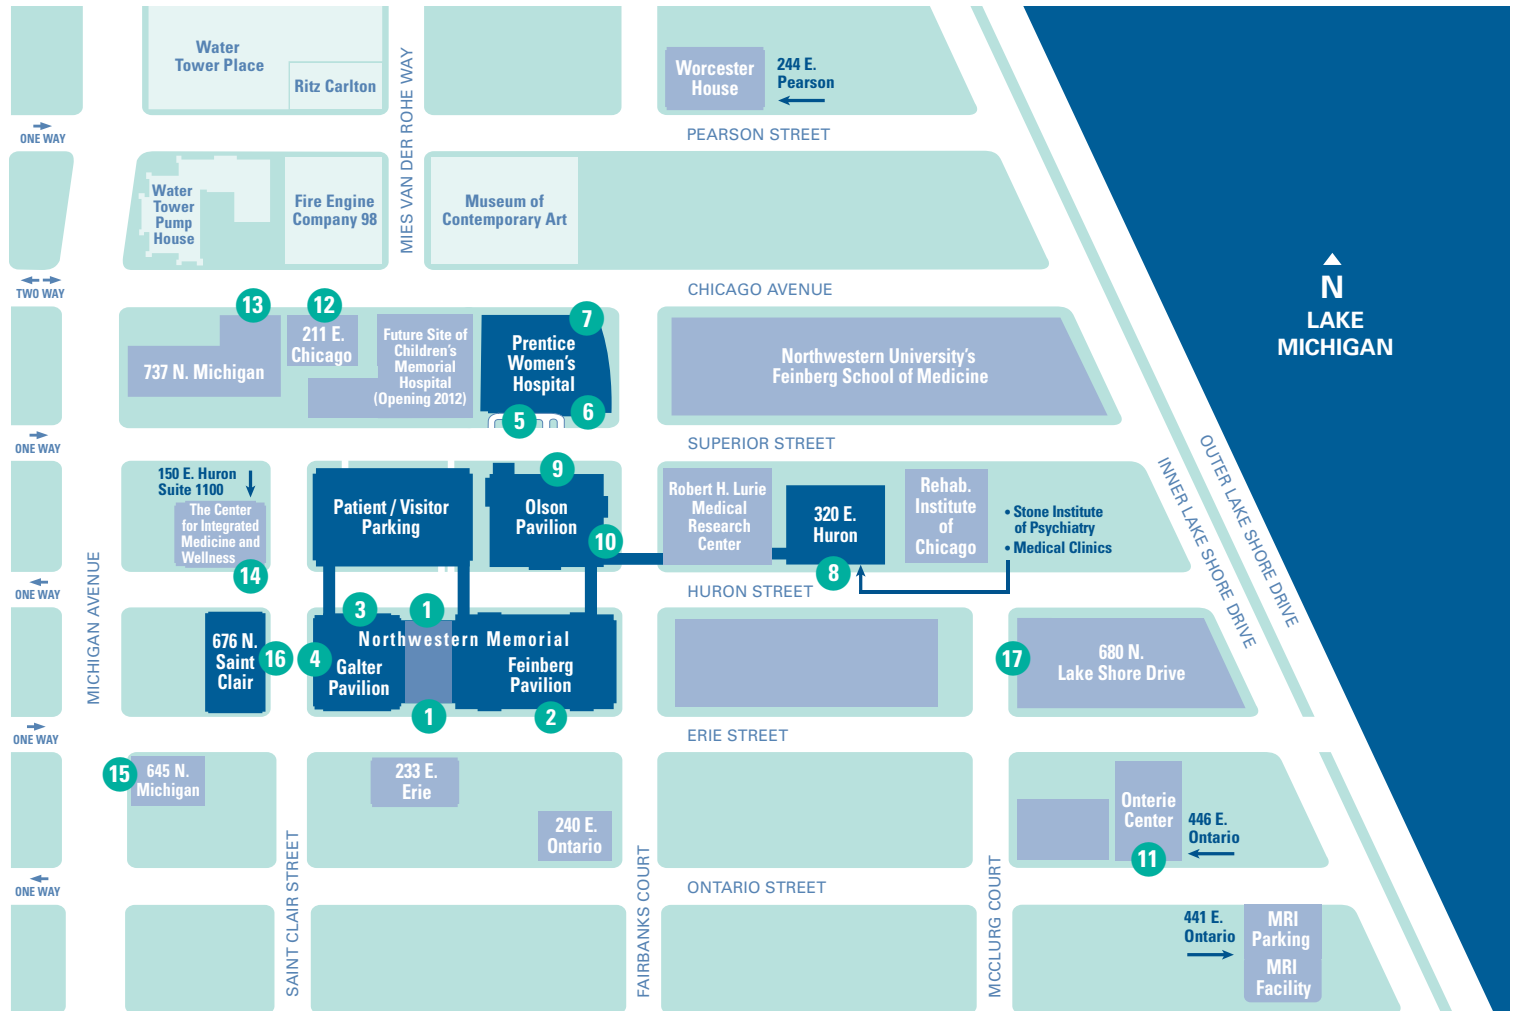 Water
Tower Place
Ritz Carlton
MIES VAN DER ROHE WAY
Worcester
House
244 E.
Pearson
ONE WAY
PEARSON STREET
Water
Tower
Pump
House
Fire Engine
Company 98
Museum of
Contemporary Art
N
LAKE
MICHIGAN
TWO WAY
CHICAGO AVENUE
13
12
7
737 N. Michigan
211 E.
Chicago
Future Site of
Children's
Memorial
Hospital
(Opening 2012)
Prentice
Women's
Hospital
5
6
Northwestern University's
Feinberg School of Medicine
ONE WAY
SUPERIOR STREET
OUTER LAKE SHORE DRIVE
INNER LAKE SHORE DRIVE
150 E. Huron
Suite 1100
The Center
for Integrated
Medicine and
Wellness
14
Patient / Visitor
Parking
9
Olson
Pavilion
10
Robert H. Lurie
Medical
Research
Center
320 E.
Huron
8
Rehab.
Institute
of
Chicago
• Stone Institute
of Psychiatry
• Medical Clinics
ONE WAY
HURON STREET
MICHIGAN AVENUE
676 N.
Saint
Clair
16
3
1
4
Northwestern Memorial
Galter
Pavilion
Feinberg
Pavilion
1
2
17
680 N.
Lake Shore Drive
ONE WAY
ERIE STREET
15
645 N.
Michigan
233 E.
Erie
240 E.
Ontario
Onterie
Center
446 E.
Ontario
11
ONE WAY
ONTARIO STREET
SAINT CLAIR STREET
FAIRBANKS COURT
MCCLURG COURT
441 E.
Ontario
MRI
Parking
MRI
Facility